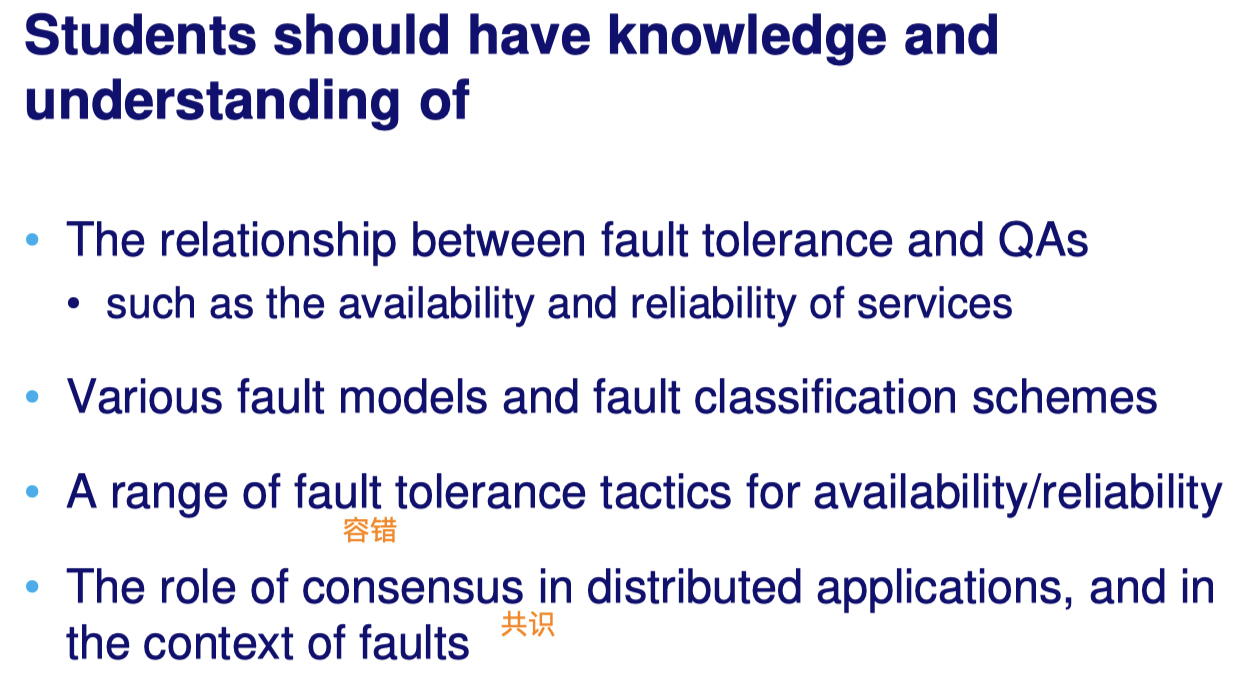 Students should have knowledge and
understanding of
• The relationship between fault tolerance and QAs
• such as the availability and reliability of services
• Various fault models and fault classification schemes
• A range of fault tolerance tactics for availability/reliability
容错
• The role of consensus in distributed applications, and in
共识
the context of faults